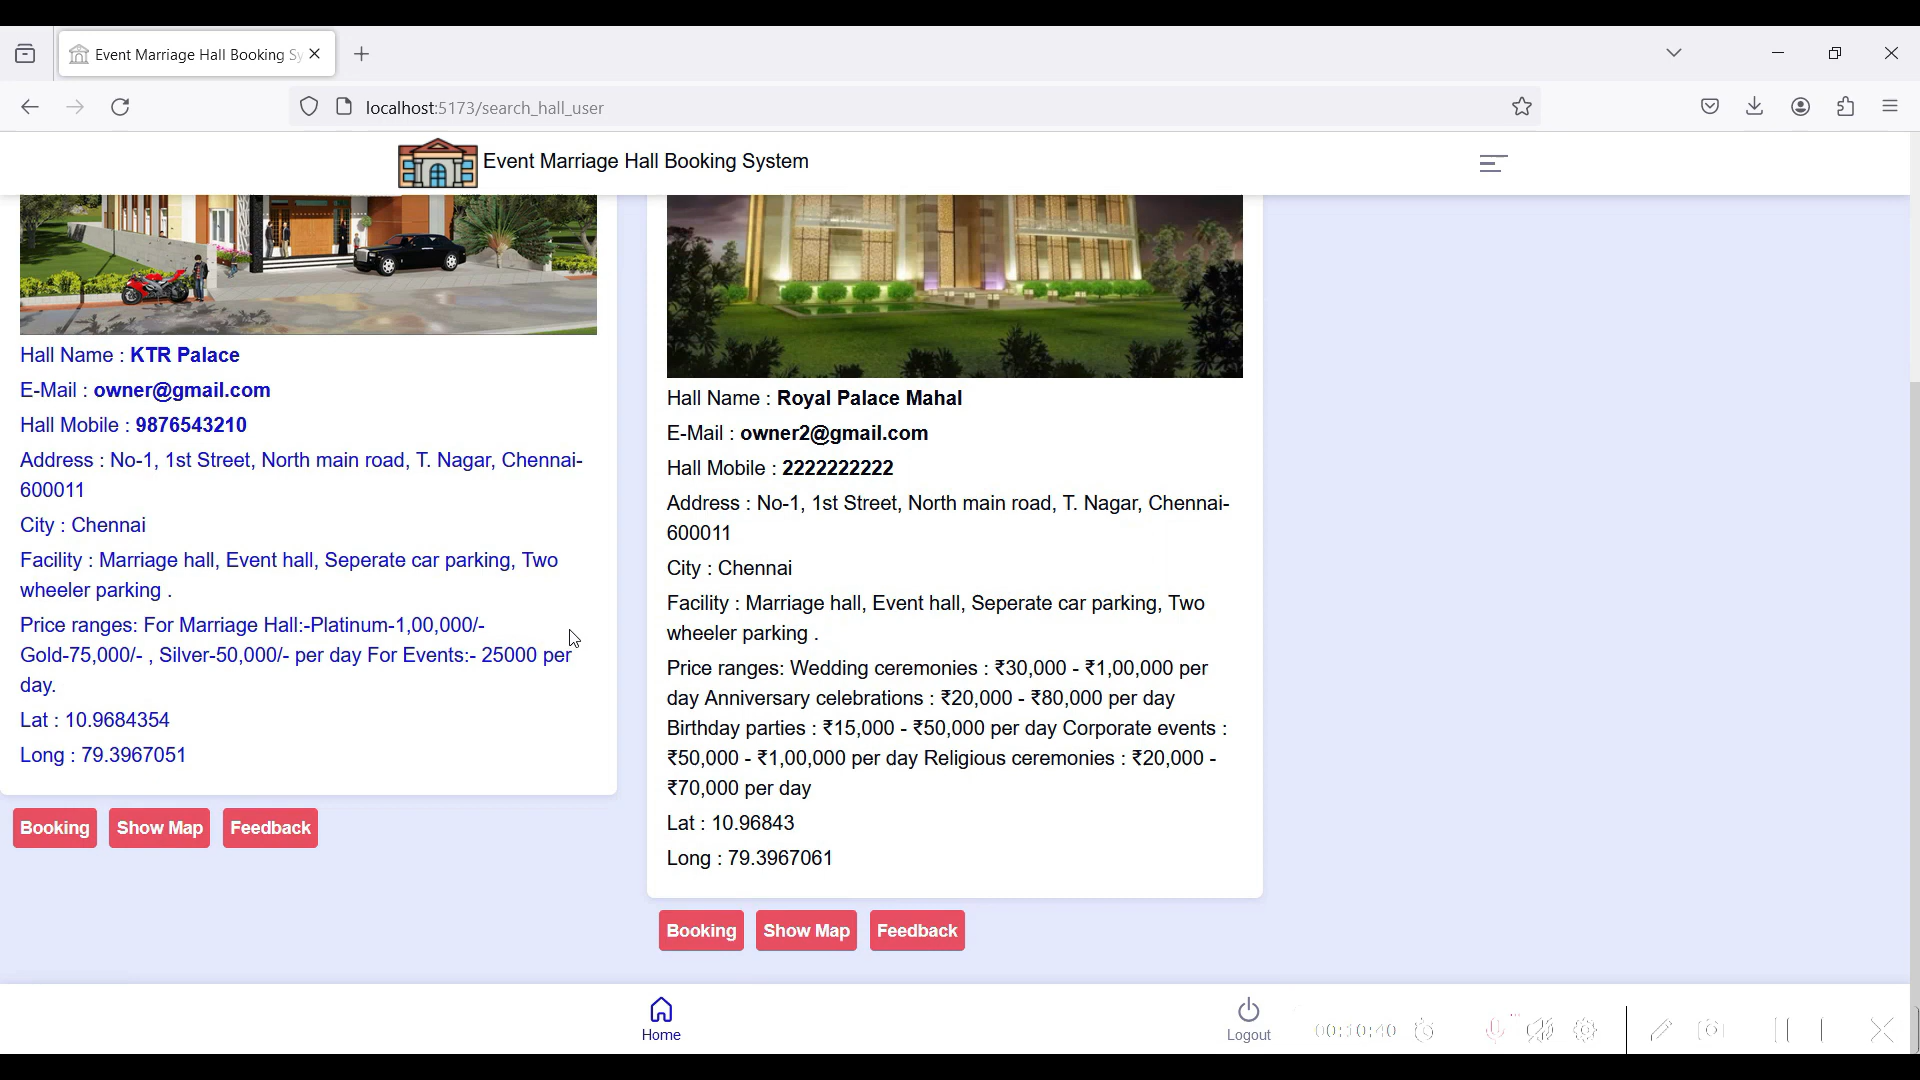 Event Marriage Hall Booking Sy
localhost:5173/search_hall_user
Event Marriage Hall Booking System
Hall Name : KTR Palace
E-Mail : owner@gmail.com
Hall Mobile : 9876543210
Address : No-1, 1st Street, North main road, T. Nagar, Chennai-
600011
City : Chennai
Facility : Marriage hall, Event hall, Seperate car parking, Two
wheeler parking .
Price ranges: For Marriage Hall:-Platinum-1,00,000/-
Gold-75,000/- , Silver-50,000/- per day For Events:- 25000 per
day.
Lat : 10.9684354
Long : 79.3967051
Booking
Show Map
Feedback
Hall Name : Royal Palace Mahal
E-Mail : owner2@gmail.com
Hall Mobile : 2222222222
Address : No-1, 1st Street, North main road, T. Nagar, Chennai-
600011
City : Chennai
Facility : Marriage hall, Event hall, Seperate car parking, Two
wheeler parking .
Price ranges: Wedding ceremonies : ₹30,000 - ₹1,00,000 per
day Anniversary celebrations : ₹20,000 - ₹80,000 per day
Birthday parties : ₹15,000 - ₹50,000 per day Corporate events :
₹50,000 - ₹1,00,000 per day Religious ceremonies : ₹20,000 -
₹70,000 per day
Lat : 10.96843
Long : 79.3967061
Booking
Show Map
Feedback
Home
Logout
00:10:40